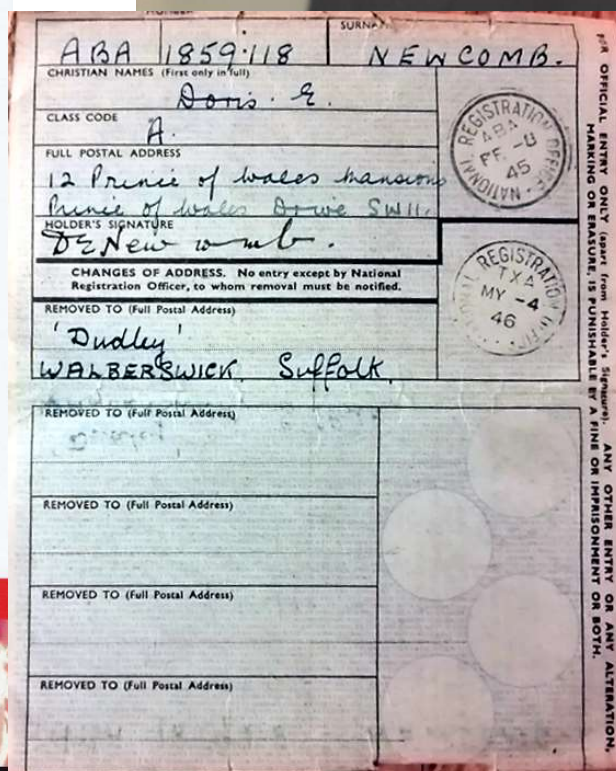 NUMBER SURNAME
ABA 1859·118 NEWCOMB.
CHRISTIAN NAMES (First only in full)
Doris. E.
CLASS CODE
A.
FULL POSTAL ADDRESS
12 Prince of Wales Mansions
Prince of Wales Drive SW11.
HOLDER'S SIGNATURE
D E Newcomb.
CHANGES OF ADDRESS. No entry except by National
Registration Officer, to whom removal must be notified.
REMOVED TO (Full Postal Address)
'Dudley'
WALBERSWICK. Suffolk.
REMOVED TO (Full Postal Address)
REMOVED TO (Full Postal Address)
REMOVED TO (Full Postal Address)
REMOVED TO (Full Postal Address)
NATIONAL REGISTRATION OFFICE
ABA
FE -8
45
NATIONAL REGISTRATION OFFICE
TXA
MY -4
46
FOR OFFICIAL ENTRY ONLY (apart from Holder's Signature). ANY OTHER ENTRY OR ANY ALTERATION,
MARKING OR ERASURE, IS PUNISHABLE BY A FINE OR IMPRISONMENT OR BOTH.